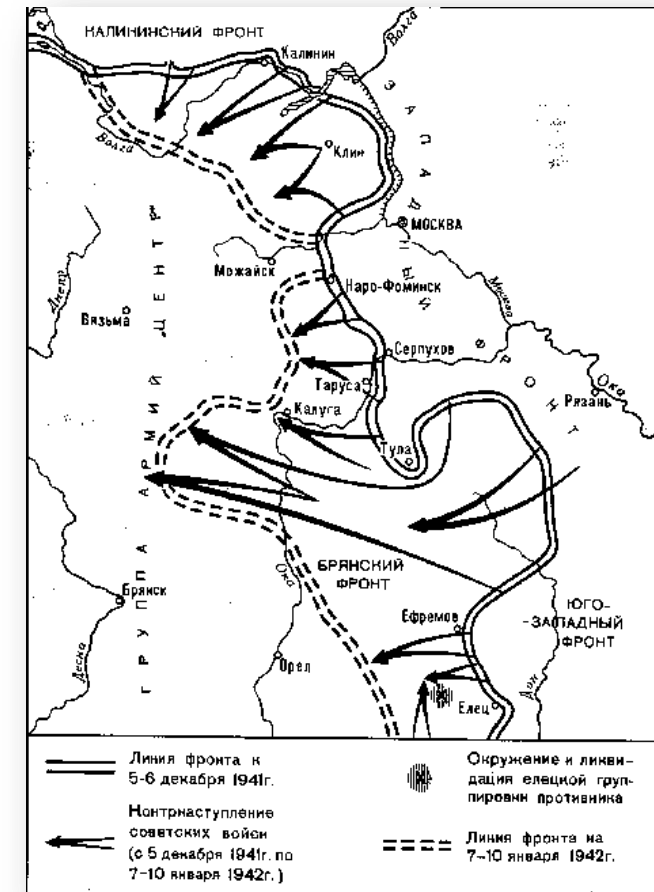 КАЛИНИНСКИЙ ФРОНТ
Волга
Калинин
Волга
Клин
ЗАПАДНЫЙ ФРОНТ
МОСКВА
Можайск
Наро-Фоминск
Москва
Днепр
Вязьма
ГРУППА АРМИЙ „ЦЕНТР"
Серпухов
Таруса
Ока
Рязань
Калуга
Тула
Ока
БРЯНСКИЙ
ФРОНТ
ЮГО-
-ЗАПАДНЫЙ
ФРОНТ
Брянск
Ефремов
Десна
Орел
Дон
Елец
Линия фронта к
5-6 декабря 1941г.
Контрнаступление
советских войск
(с 5 декабря 1941г. по
7-10 января 1942г.)
Окружение и ликви-
дация елецкой груп-
пировки противника
Линия фронта на
7-10 января 1942г.